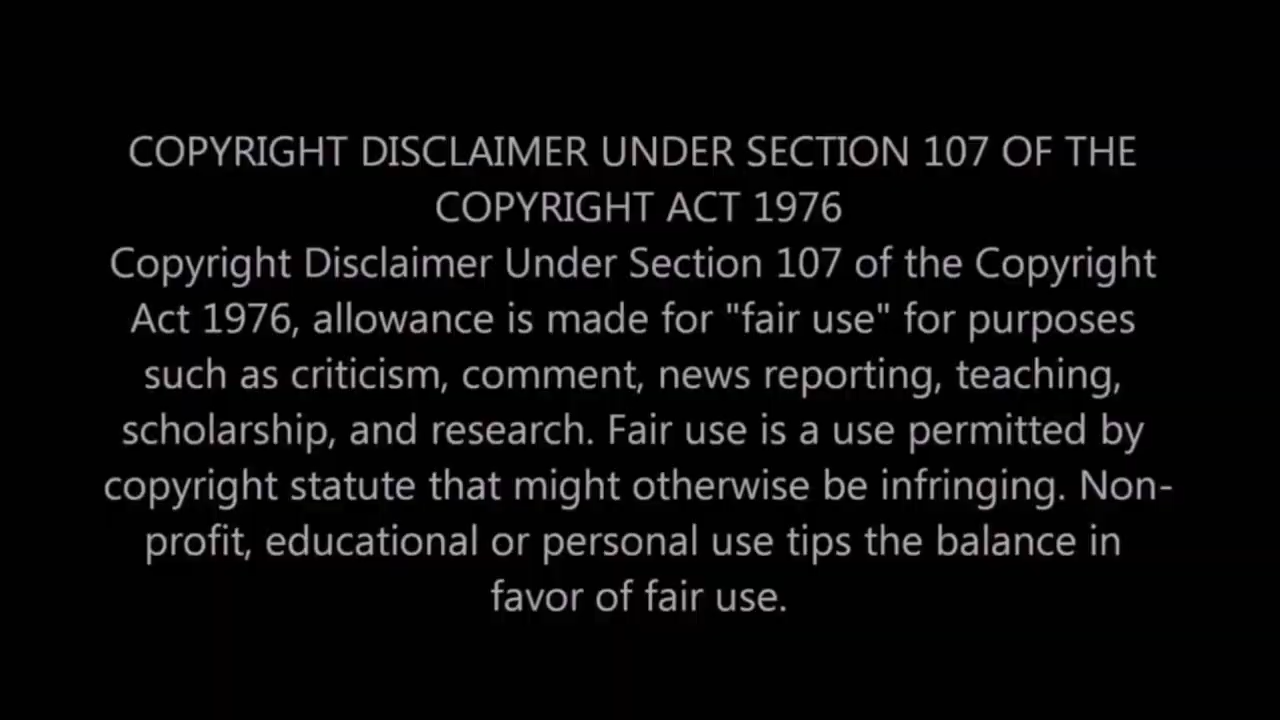 COPYRIGHT DISCLAIMER UNDER SECTION 107 OF THE
COPYRIGHT ACT 1976
Copyright Disclaimer Under Section 107 of the Copyright
Act 1976, allowance is made for "fair use" for purposes
such as criticism, comment, news reporting, teaching,
scholarship, and research. Fair use is a use permitted by
copyright statute that might otherwise be infringing. Non-
profit, educational or personal use tips the balance in
favor of fair use.